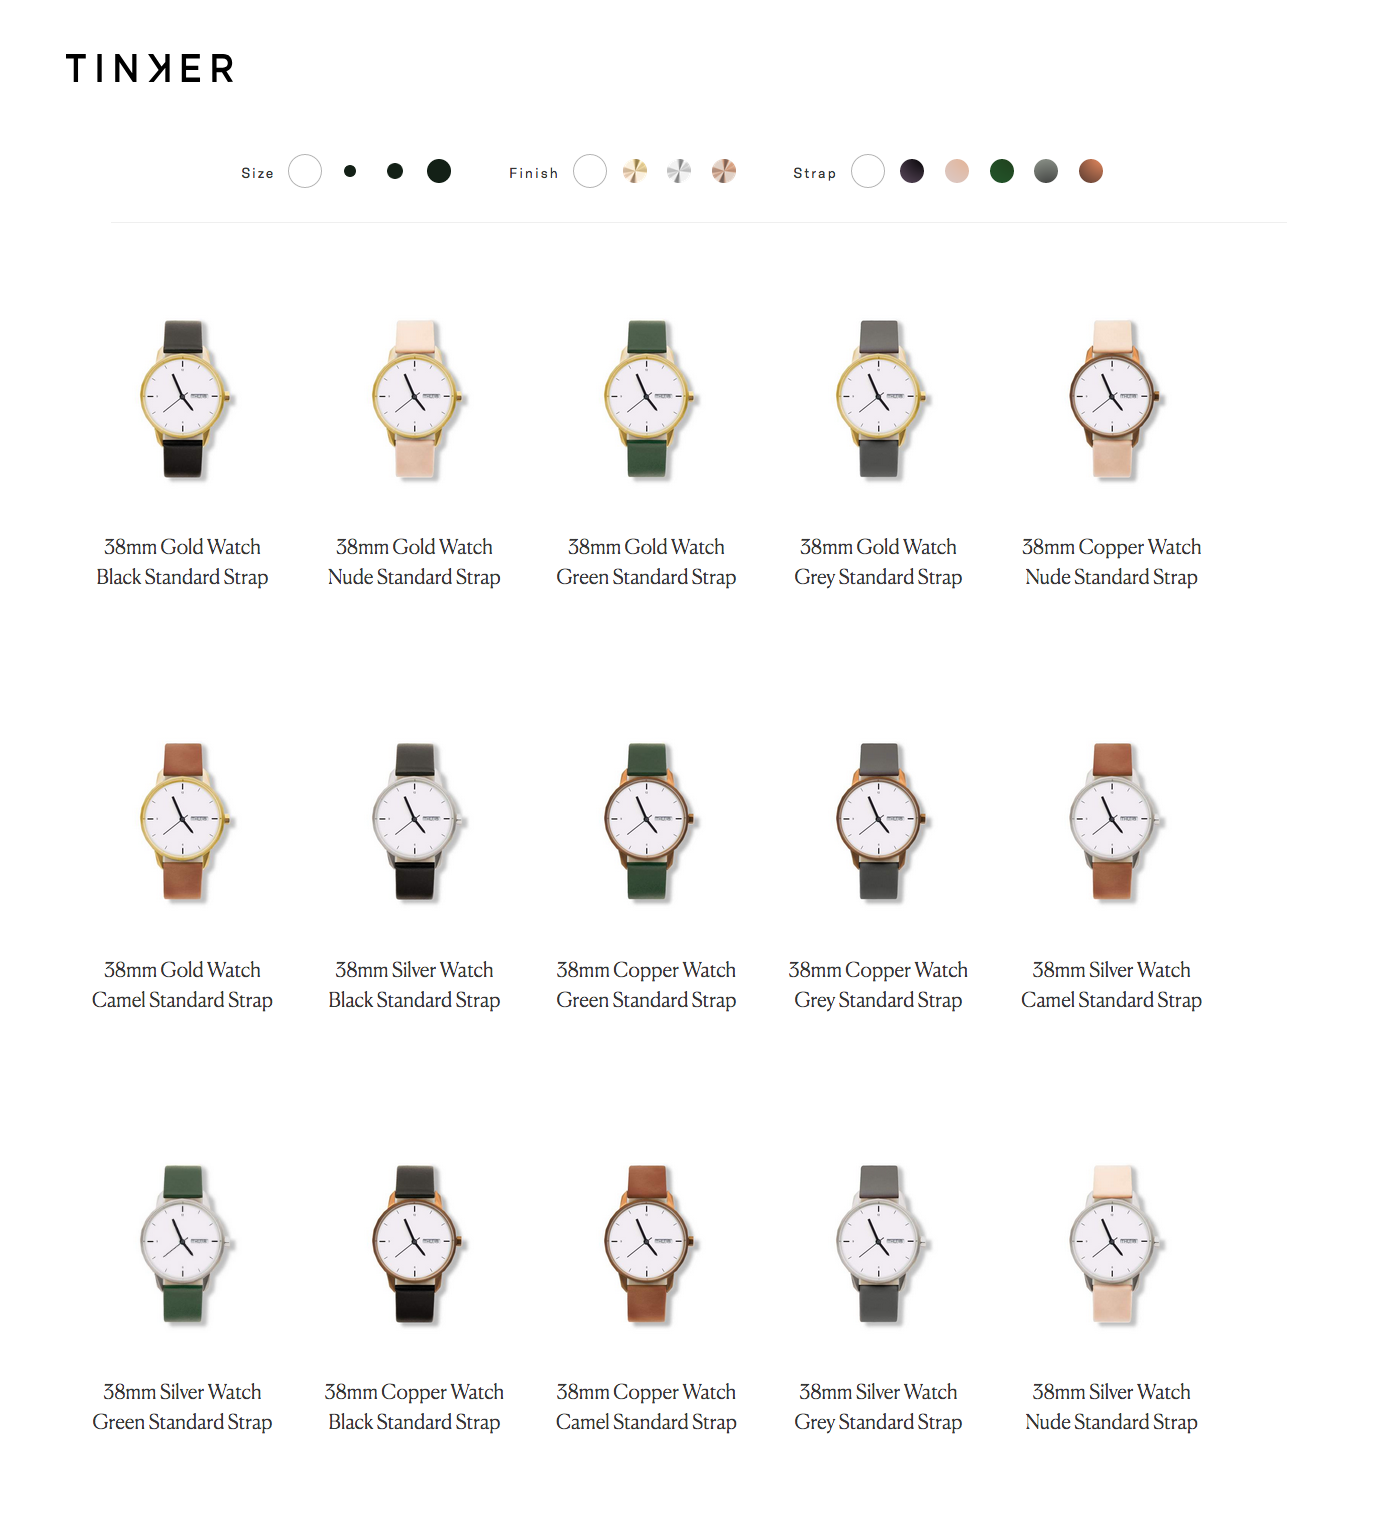 TINKER
Size
Finish
Strap
38mm Gold Watch
Black Standard Strap
38mm Gold Watch
Nude Standard Strap
38mm Gold Watch
Green Standard Strap
38mm Gold Watch
Grey Standard Strap
38mm Copper Watch
Nude Standard Strap
38mm Gold Watch
Camel Standard Strap
38mm Silver Watch
Black Standard Strap
38mm Copper Watch
Green Standard Strap
38mm Copper Watch
Grey Standard Strap
38mm Silver Watch
Camel Standard Strap
38mm Silver Watch
Green Standard Strap
38mm Copper Watch
Black Standard Strap
38mm Copper Watch
Camel Standard Strap
38mm Silver Watch
Grey Standard Strap
38mm Silver Watch
Nude Standard Strap